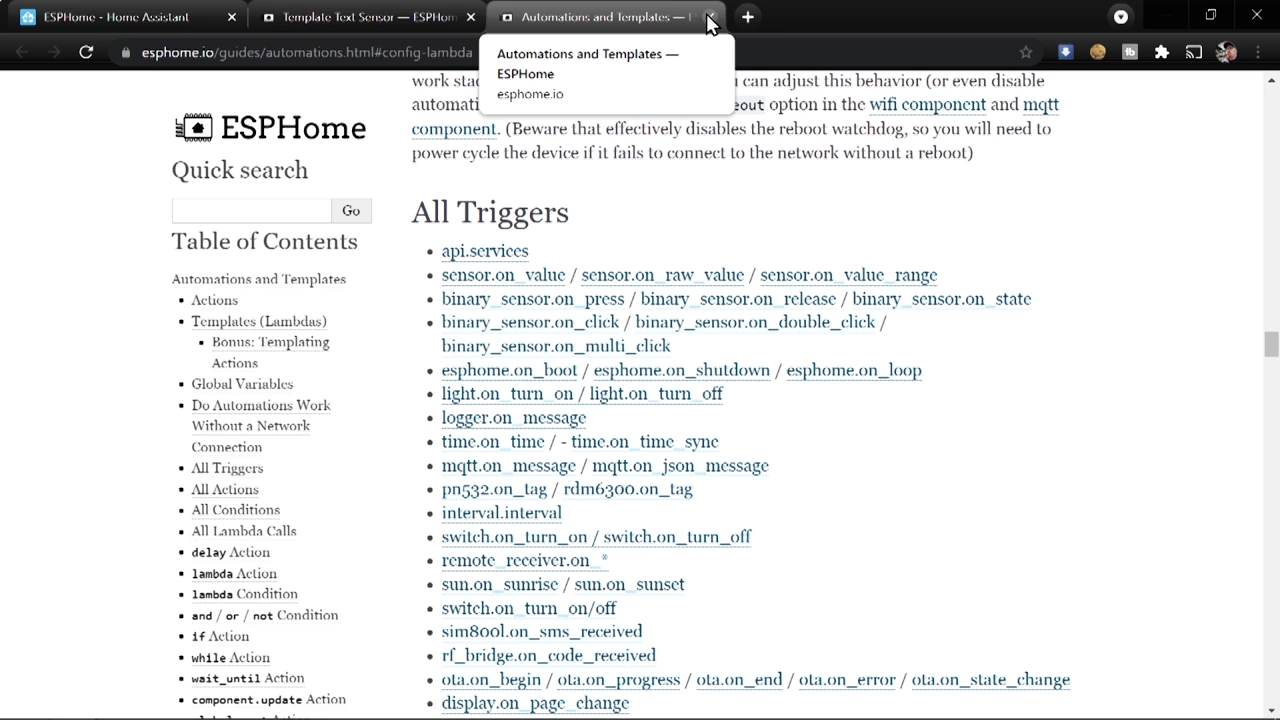 ESPHome - Home Assistant
Template Text Sensor — ESPHom
Automations and Templates —
esphome.io/guides/automations.html#config-lambda
Automations and Templates —
ESPHome
esphome.io
work stac
can adjust this behavior (or even disable
automati
eout option in the wifi component and mqtt
component. (Beware that effectively disables the reboot watchdog, so you will need to
power cycle the device if it fails to connect to the network without a reboot)
ESPHome
Quick search
Go
Table of Contents
Automations and Templates
Actions
Templates (Lambdas)
Bonus: Templating
Actions
Global Variables
Do Automations Work
Without a Network
Connection
All Triggers
All Actions
All Conditions
All Lambda Calls
delay Action
lambda Action
lambda Condition
and / or / not Condition
if Action
while Action
wait_until Action
component.update Action
All Triggers
api.services
sensor.on_value / sensor.on_raw_value / sensor.on_value_range
binary_sensor.on_press / binary_sensor.on_release / binary_sensor.on_state
binary_sensor.on_click / binary_sensor.on_double_click /
binary_sensor.on_multi_click
esphome.on_boot / esphome.on_shutdown / esphome.on_loop
light.on_turn_on / light.on_turn_off
logger.on_message
time.on_time / - time.on_time_sync
mqtt.on_message / mqtt.on_json_message
pn532.on_tag / rdm6300.on_tag
interval.interval
switch.on_turn_on / switch.on_turn_off
remote_receiver.on_*
sun.on_sunrise / sun.on_sunset
switch.on_turn_on/off
sim800l.on_sms_received
rf_bridge.on_code_received
ota.on_begin / ota.on_progress / ota.on_end / ota.on_error / ota.on_state_change
display.on_page_change